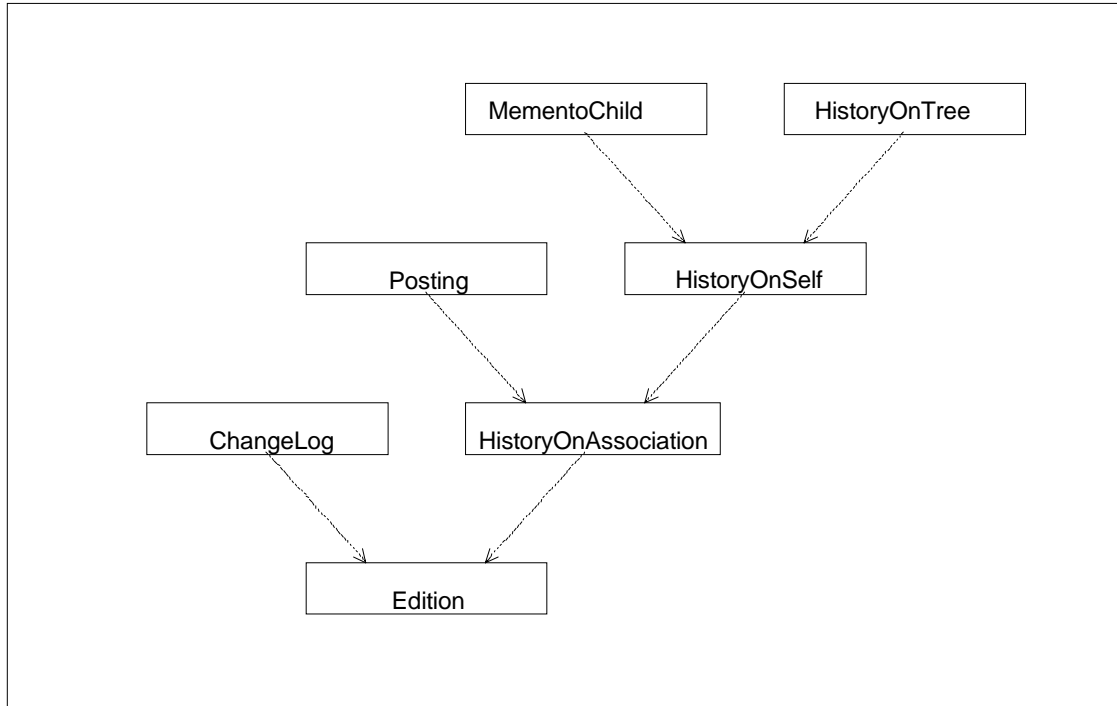 MementoChild
HistoryOnTree
Posting
HistoryOnSelf
ChangeLog
HistoryOnAssociation
Edition